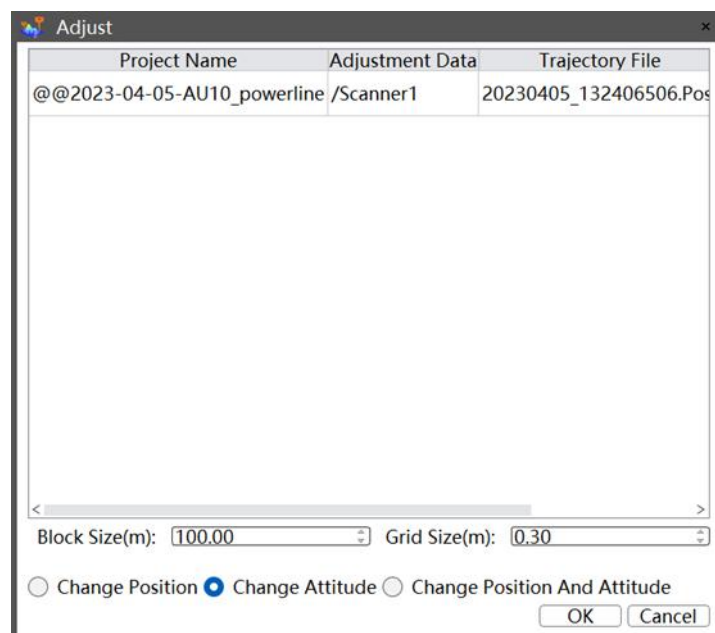 Adjust
Project Name Adjustment Data Trajectory File
@@2023-04-05-AU10_powerline /Scanner1 20230405_132406506.Pos
Block Size(m): 100.00 Grid Size(m): 0.30
Change Position Change Attitude Change Position And Attitude
OK Cancel